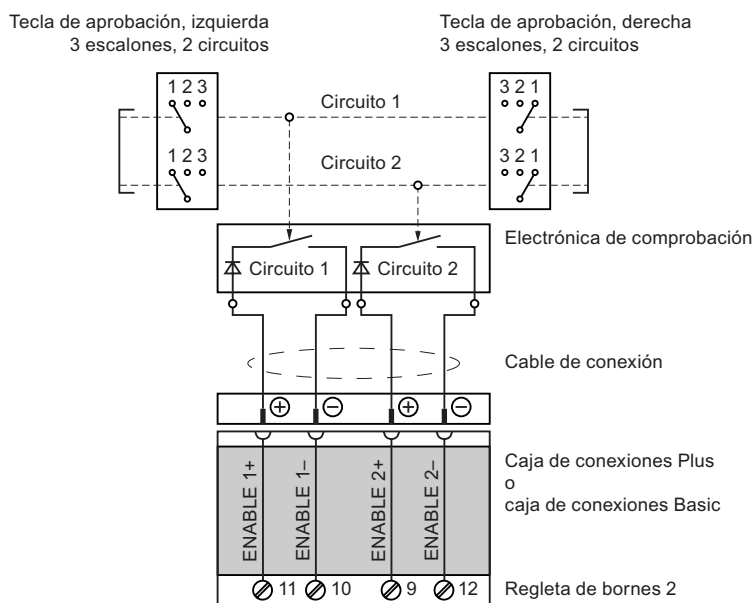 Tecla de aprobación, izquierda
3 escalones, 2 circuitos
Tecla de aprobación, derecha
3 escalones, 2 circuitos
1 2 3
Circuito 1
3 2 1
1 2 3
Circuito 2
3 2 1
Electrónica de comprobación
Circuito 1
Circuito 2
Cable de conexión
+ − + −
ENABLE 1+
ENABLE 1–
ENABLE 2+
ENABLE 2–
Caja de conexiones Plus
o
caja de conexiones Basic
11 10 9 12
Regleta de bornes 2